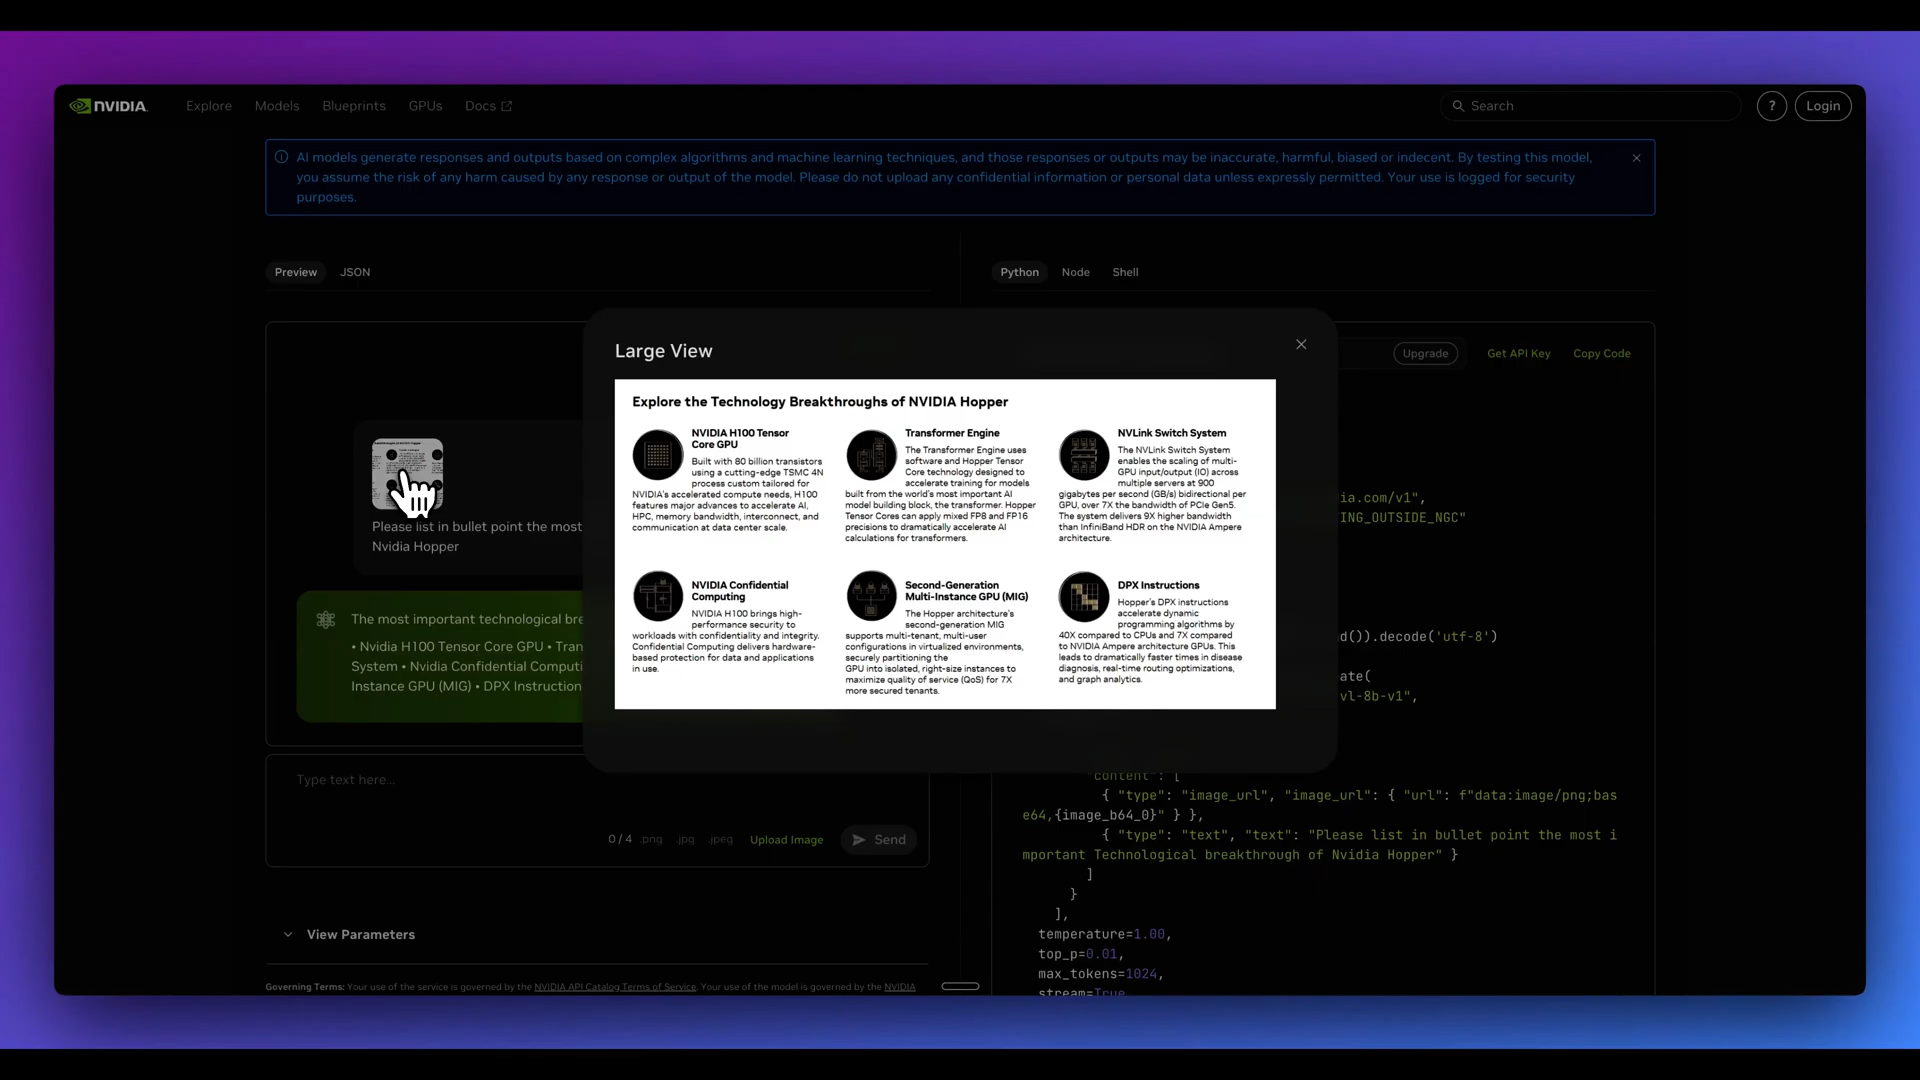 NVIDIA.
Explore
Models
Blueprints
GPUs
Docs
Search
?
Login
AI models generate responses and outputs based on complex algorithms and machine learning techniques, and those responses or outputs may be inaccurate, harmful, biased or indecent. By testing this model,
you assume the risk of any harm caused by any response or output of the model. Please do not upload any confidential information or personal data unless expressly permitted. Your use is logged for security
purposes.
Preview
JSON
Python
Node
Shell
Please list in bullet point the most
Nvidia Hopper
The most important technological bre
• Nvidia H100 Tensor Core GPU • Tran
System • Nvidia Confidential Computi
Instance GPU (MIG) • DPX Instruction
Large View
Explore the Technology Breakthroughs of NVIDIA Hopper
NVIDIA H100 Tensor
Core GPU
Built with 80 billion transistors
using a cutting-edge TSMC 4N
process custom tailored for
NVIDIA's accelerated compute needs, H100
features major advances to accelerate AI,
HPC, memory bandwidth, interconnect, and
communication at data center scale.
Transformer Engine
The Transformer Engine uses
software and Hopper Tensor
Core technology designed to
accelerate training for models
built from the world's most important AI
model building block, the transformer. Hopper
Tensor Cores can apply mixed FP8 and FP16
precisions to dramatically accelerate AI
calculations for transformers.
NVLink Switch System
The NVLink Switch System
enables the scaling of multi-
GPU input/output (IO) across
multiple servers at 900
gigabytes per second (GB/s) bidirectional per
GPU, over 7X the bandwidth of PCIe Gen5.
The system delivers 9X higher bandwidth
than InfiniBand HDR on the NVIDIA Ampere
architecture.
NVIDIA Confidential
Computing
NVIDIA H100 brings high-
performance security to
workloads with confidentiality and integrity.
Confidential Computing delivers hardware-
based protection for data and applications
in use.
Second-Generation
Multi-Instance GPU (MIG)
The Hopper architecture's
second-generation MIG
supports multi-tenant, multi-user
configurations in virtualized environments,
securely partitioning the
GPU into isolated, right-size instances to
maximize quality of service (QoS) for 7X
more secured tenants.
DPX Instructions
Hopper's DPX instructions
accelerate dynamic
programming algorithms by
40X compared to CPUs and 7X compared
to NVIDIA Ampere architecture GPUs. This
leads to dramatically faster times in disease
diagnosis, real-time routing optimizations,
and graph analytics.
Upgrade
Get API Key
Copy Code
ia.com/v1",
ING_OUTSIDE_NGC"
d()).decode('utf-8')
ate(
vl-8b-v1",
"content": [
{ "type": "image_url", "image_url": { "url": f"data:image/png;bas
e64,{image_b64_0}" } },
{ "type": "text", "text": "Please list in bullet point the most i
mportant Technological breakthrough of Nvidia Hopper" }
]
}
],
temperature=1.00,
top_p=0.01,
max_tokens=1024,
stream=True
Type text here...
0 / 4 .png .jpg .jpeg
Upload Image
Send
View Parameters
Governing Terms: Your use of the service is governed by the NVIDIA API Catalog Terms of Service. Your use of the model is governed by the NVIDIA